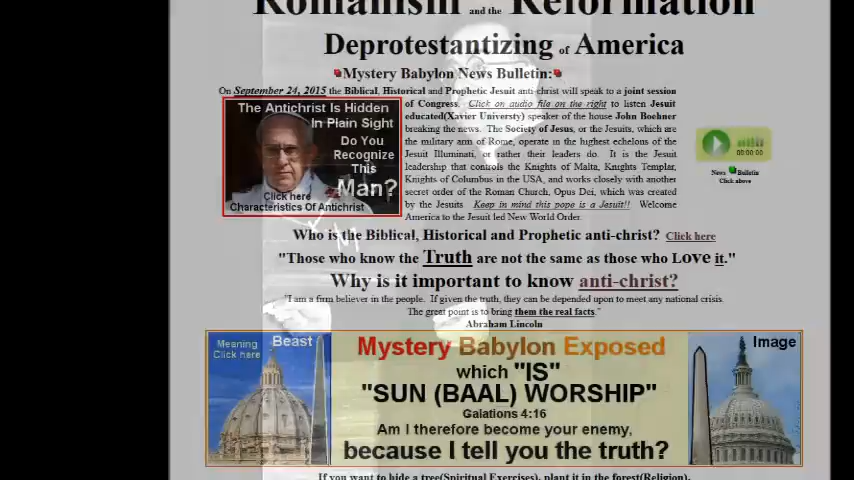 Romanism and the Reformation
Deprotestantizing of America
Mystery Babylon News Bulletin:
On September 24, 2015 the Biblical, Historical and Prophetic Jesuit anti-christ will speak to a joint session
of Congress. Click on audio file on the right to listen Jesuit
educated(Xavier Universty) speaker of the house John Boehner
breaking the news. The Society of Jesus, or the Jesuits, which are
the military arm of Rome, operate in the highest echelons of the
Jesuit Illuminati, or rather their leaders do. It is the Jesuit
leadership that controls the Knights of Malta, Knights Templar,
Knights of Columbus in the USA, and works closely with another
secret order of the Roman Church, Opus Dei, which was created
by the Jesuits. Keep in mind this pope is a Jesuit!! Welcome
America to the Jesuit led New World Order.
The Antichrist Is Hidden
In Plain Sight
Do You
Recognize
This
Man?
Click here
Characteristics Of Antichrist
00:00:00
News Bulletin
Click above
Who is the Biblical, Historical and Prophetic anti-christ? Click here
"Those who know the Truth are not the same as those who Love it."
Why is it important to know anti-christ?
"I am a firm believer in the people. If given the truth, they can be depended upon to meet any national crisis.
The great point is to bring them the real facts."
Abraham Lincoln
Meaning
Click here
Beast
Mystery Babylon Exposed
which "IS"
"SUN (BAAL) WORSHIP"
Galations 4:16
Am I therefore become your enemy,
because I tell you the truth?
Image
If you want to hide a tree(Spiritual Exercises), plant it in the forest(Religion).